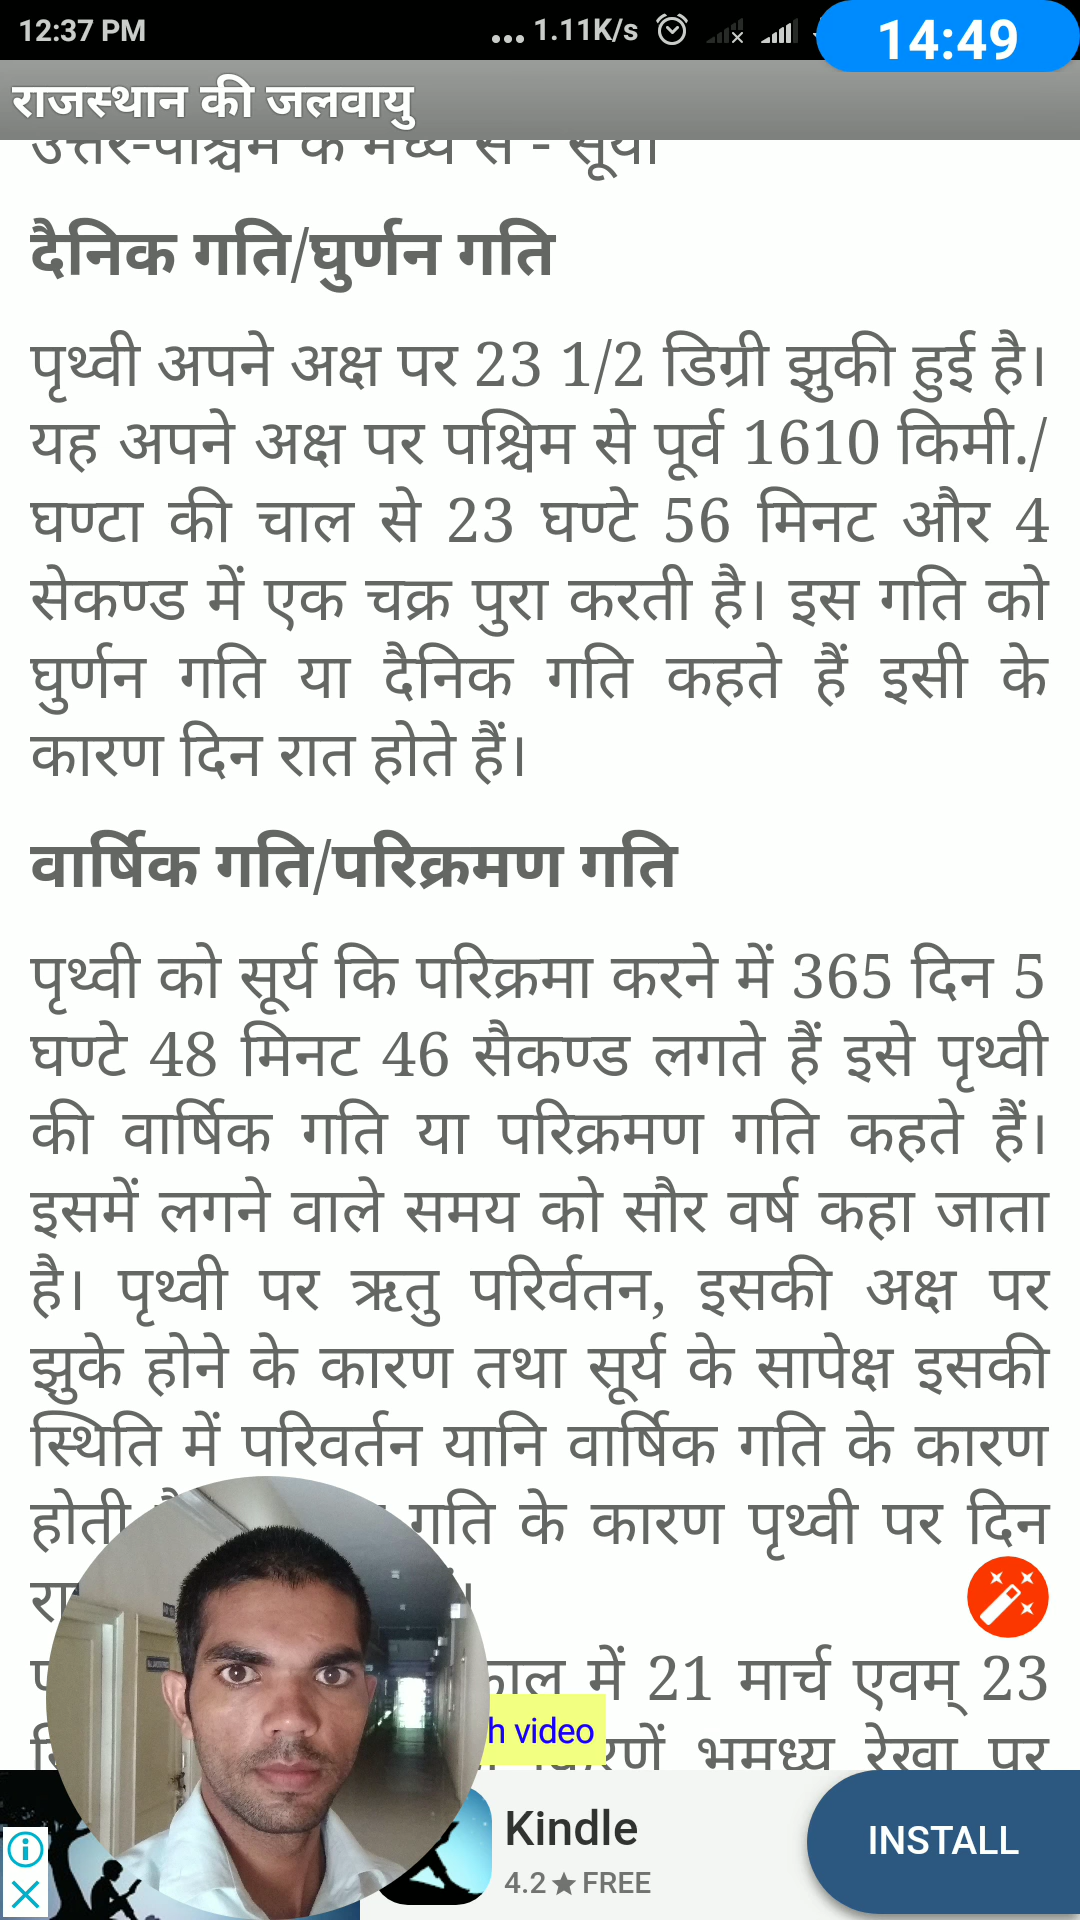 12:37 PM
... 1.11K/s
14:49
राजस्थान की जलवायु
उत्तर-पश्चिम के मध्य से - सूर्या
दैनिक गति/घुर्णन गति
पृथ्वी अपने अक्ष पर 23 1/2 डिग्री झुकी हुई है।
यह अपने अक्ष पर पश्चिम से पूर्व 1610 किमी./
घण्टा की चाल से 23 घण्टे 56 मिनट और 4
सेकण्ड में एक चक्र पुरा करती है। इस गति को
घुर्णन गति या दैनिक गति कहते हैं इसी के
कारण दिन रात होते हैं।
वार्षिक गति/परिक्रमण गति
पृथ्वी को सूर्य कि परिक्रमा करने में 365 दिन 5
घण्टे 48 मिनट 46 सैकण्ड लगते हैं इसे पृथ्वी
की वार्षिक गति या परिक्रमण गति कहते हैं।
इसमें लगने वाले समय को सौर वर्ष कहा जाता
है। पृथ्वी पर ऋतु परिर्वतन, इसकी अक्ष पर
झुके होने के कारण तथा सूर्य के सापेक्ष इसकी
स्थिति में परिवर्तन यानि वार्षिक गति के कारण
होती गति के कारण पृथ्वी पर दिन
में 21 मार्च एवम् 23
भूमध्य रेखा पर
video
Kindle
4.2★ FREE
INSTALL